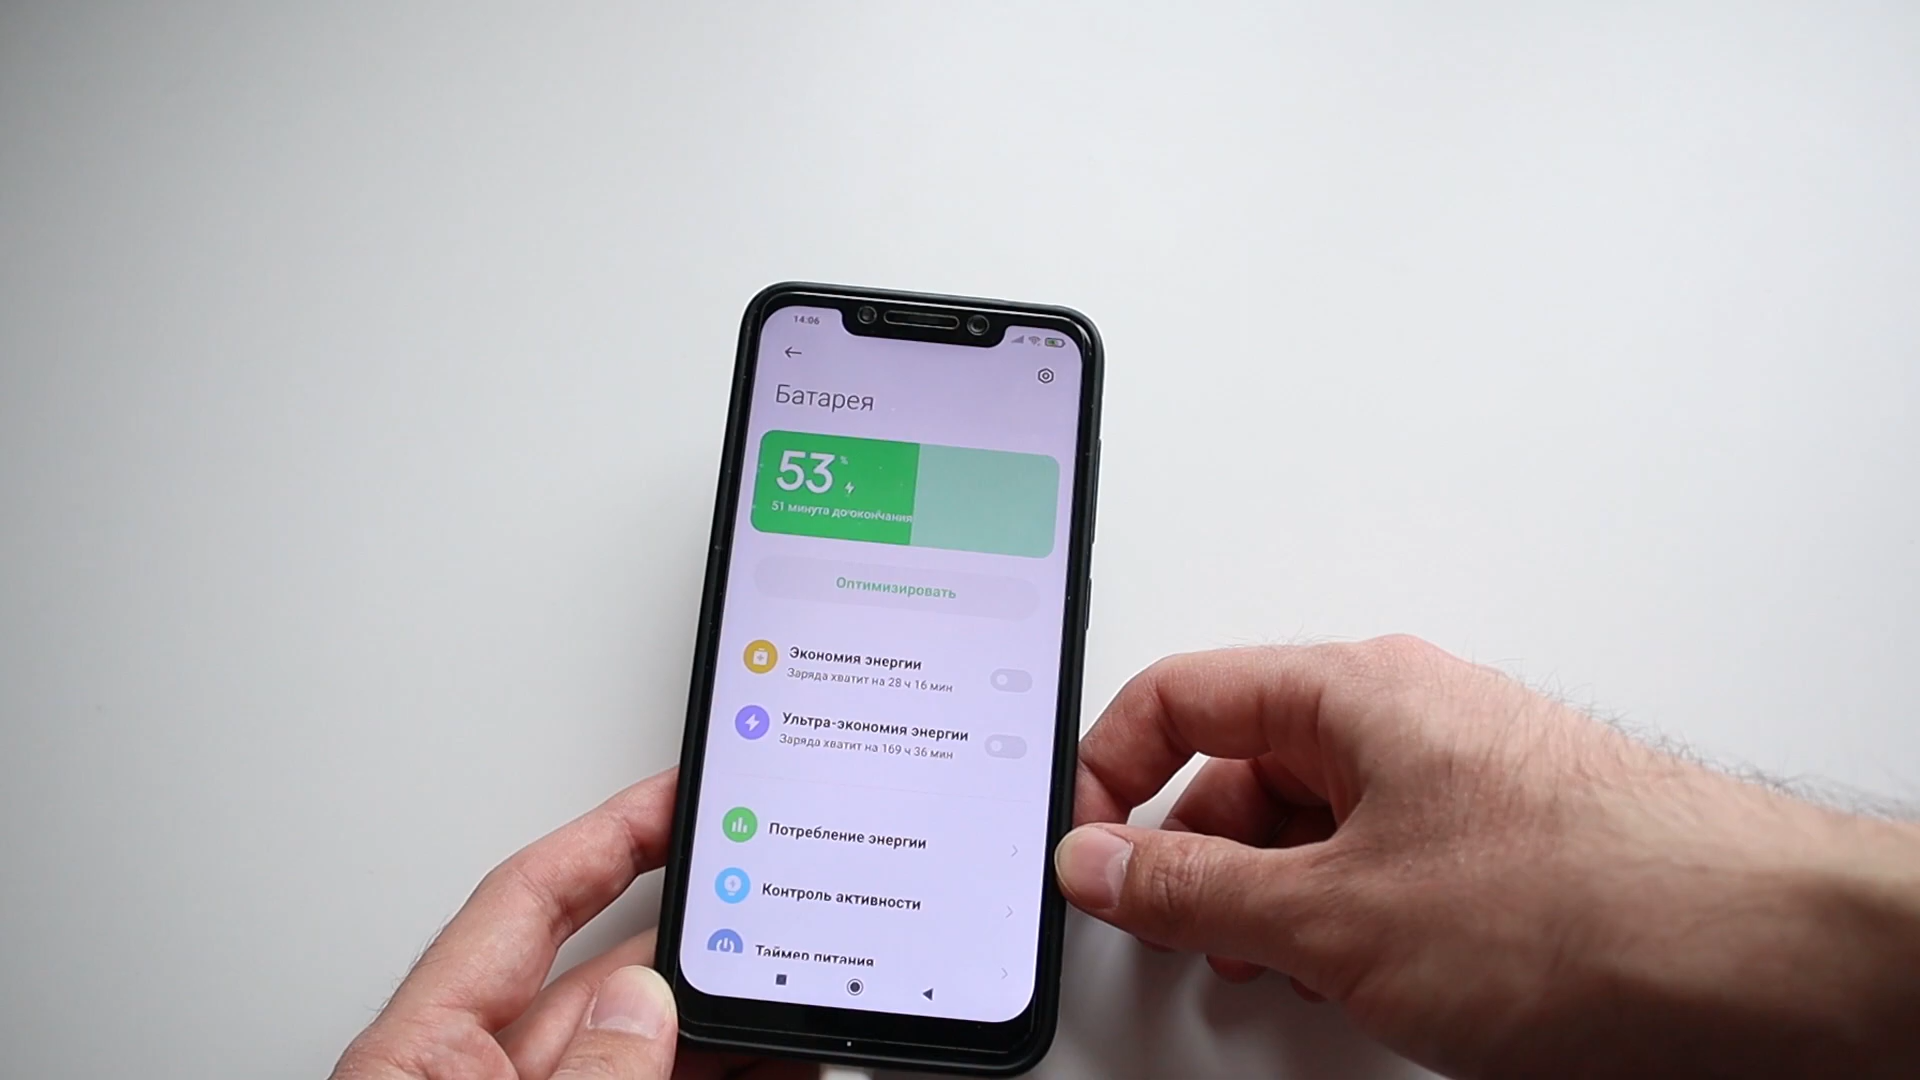 14:06
Батарея
53 %
51 минута до окончания
Оптимизировать
Экономия энергии
Заряда хватит на 28 ч 16 мин
Ультра-экономия энергии
Заряда хватит на 169 ч 36 мин
Потребление энергии
Контроль активности
Таймер питания